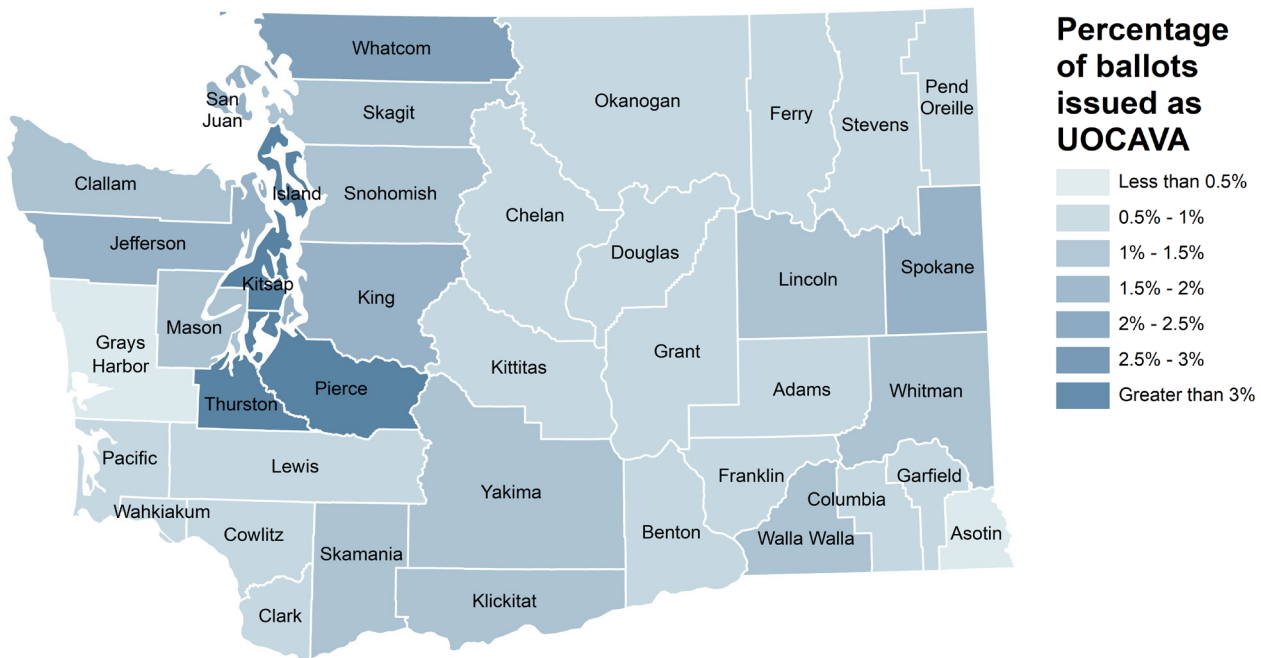 Percentage
of ballots
issued as
UOCAVA
Less than 0.5%
0.5% - 1%
1% - 1.5%
1.5% - 2%
2% - 2.5%
2.5% - 3%
Greater than 3%
Whatcom
San
Juan
Skagit
Okanogan
Ferry
Stevens
Pend
Oreille
Clallam
Island
Snohomish
Chelan
Jefferson
Douglas
Kitsap
King
Lincoln
Spokane
Mason
Grays
Harbor
Kittitas
Grant
Thurston
Pierce
Adams
Whitman
Pacific
Lewis
Yakima
Franklin
Garfield
Wahkiakum
Columbia
Cowlitz
Skamania
Benton
Walla Walla
Asotin
Klickitat
Clark